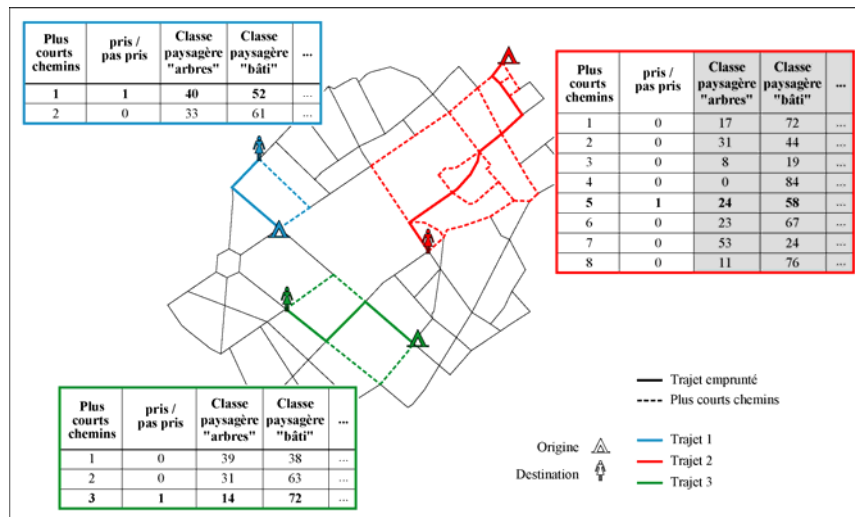 Plus courts chemins | pris / pas pris | Classe paysagère "arbres" | Classe paysagère "bâti" | ...
1 | 1 | 40 | 52 | ...
2 | 0 | 33 | 61 | ...
Plus courts chemins | pris / pas pris | Classe paysagère "arbres" | Classe paysagère "bâti" | ...
1 | 0 | 17 | 72 | ...
2 | 0 | 31 | 44 | ...
3 | 0 | 8 | 19 | ...
4 | 0 | 0 | 84 | ...
5 | 1 | 24 | 58 | ...
6 | 0 | 23 | 67 | ...
7 | 0 | 53 | 24 | ...
8 | 0 | 11 | 76 | ...
Plus courts chemins | pris / pas pris | Classe paysagère "arbres" | Classe paysagère "bâti" | ...
1 | 0 | 39 | 38 | ...
2 | 0 | 31 | 63 | ...
3 | 1 | 14 | 72 | ...
Trajet emprunté
Plus courts chemins
Origine
Destination
Trajet 1
Trajet 2
Trajet 3